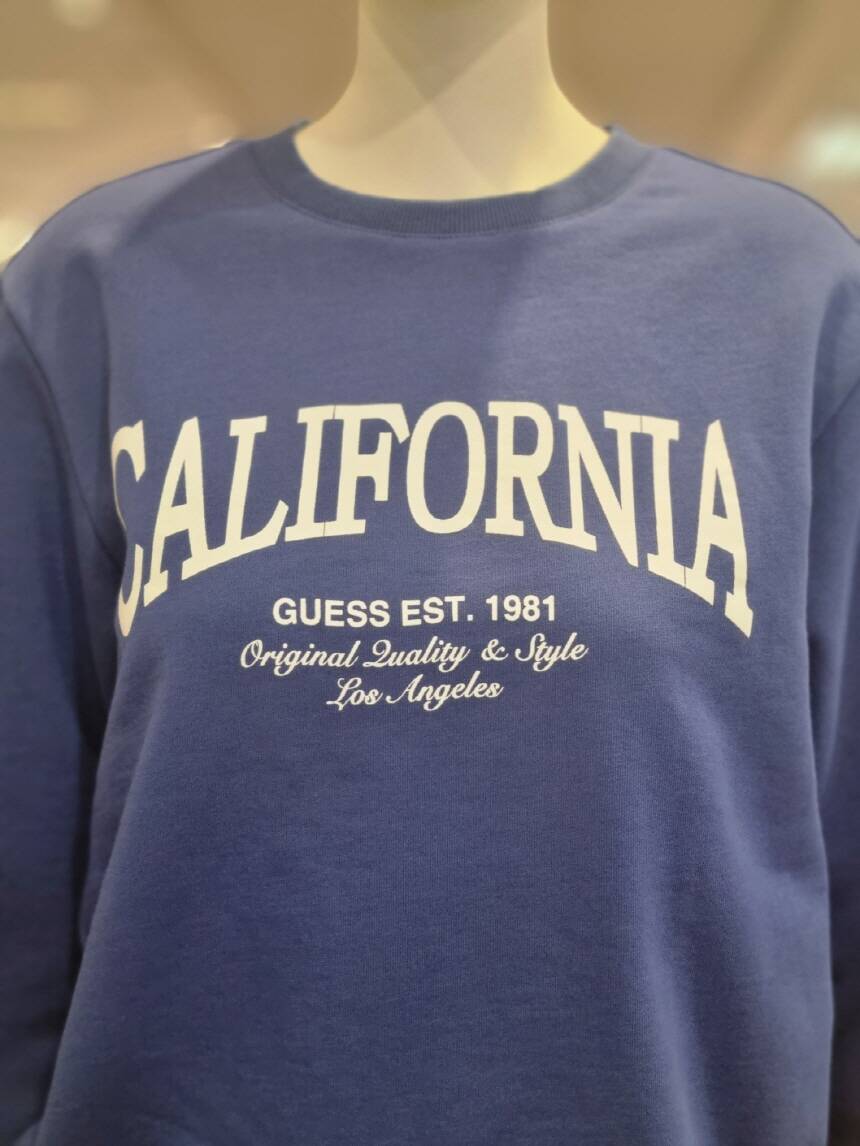 CALIFORNIA
GUESS EST. 1981
Original Quality & Style
Los Angeles